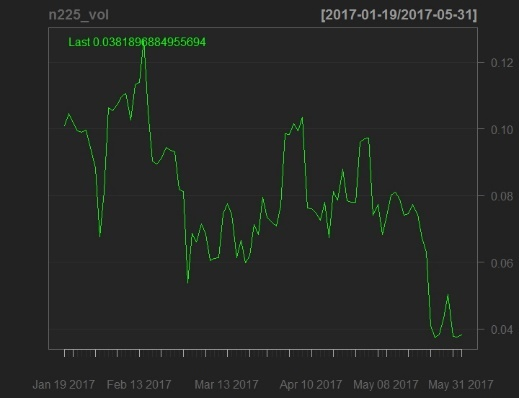 n225_vol [2017-01-19/2017-05-31]
Last 0.0381896884955694
0.12
0.10
0.08
0.06
0.04
Jan 19 2017 Feb 13 2017 Mar 13 2017 Apr 10 2017 May 08 2017 May 31 2017